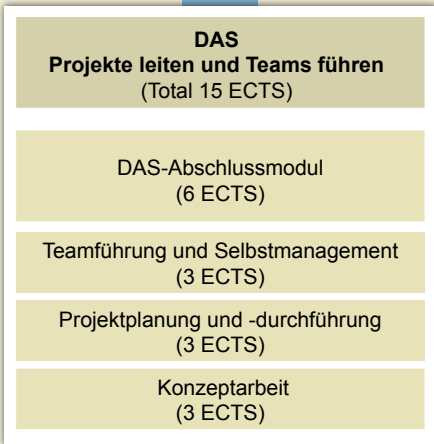 DAS
Projekte leiten und Teams führen
(Total 15 ECTS)
DAS-Abschlussmodul
(6 ECTS)
Teamführung und Selbstmanagement
(3 ECTS)
Projektplanung und -durchführung
(3 ECTS)
Konzeptarbeit
(3 ECTS)